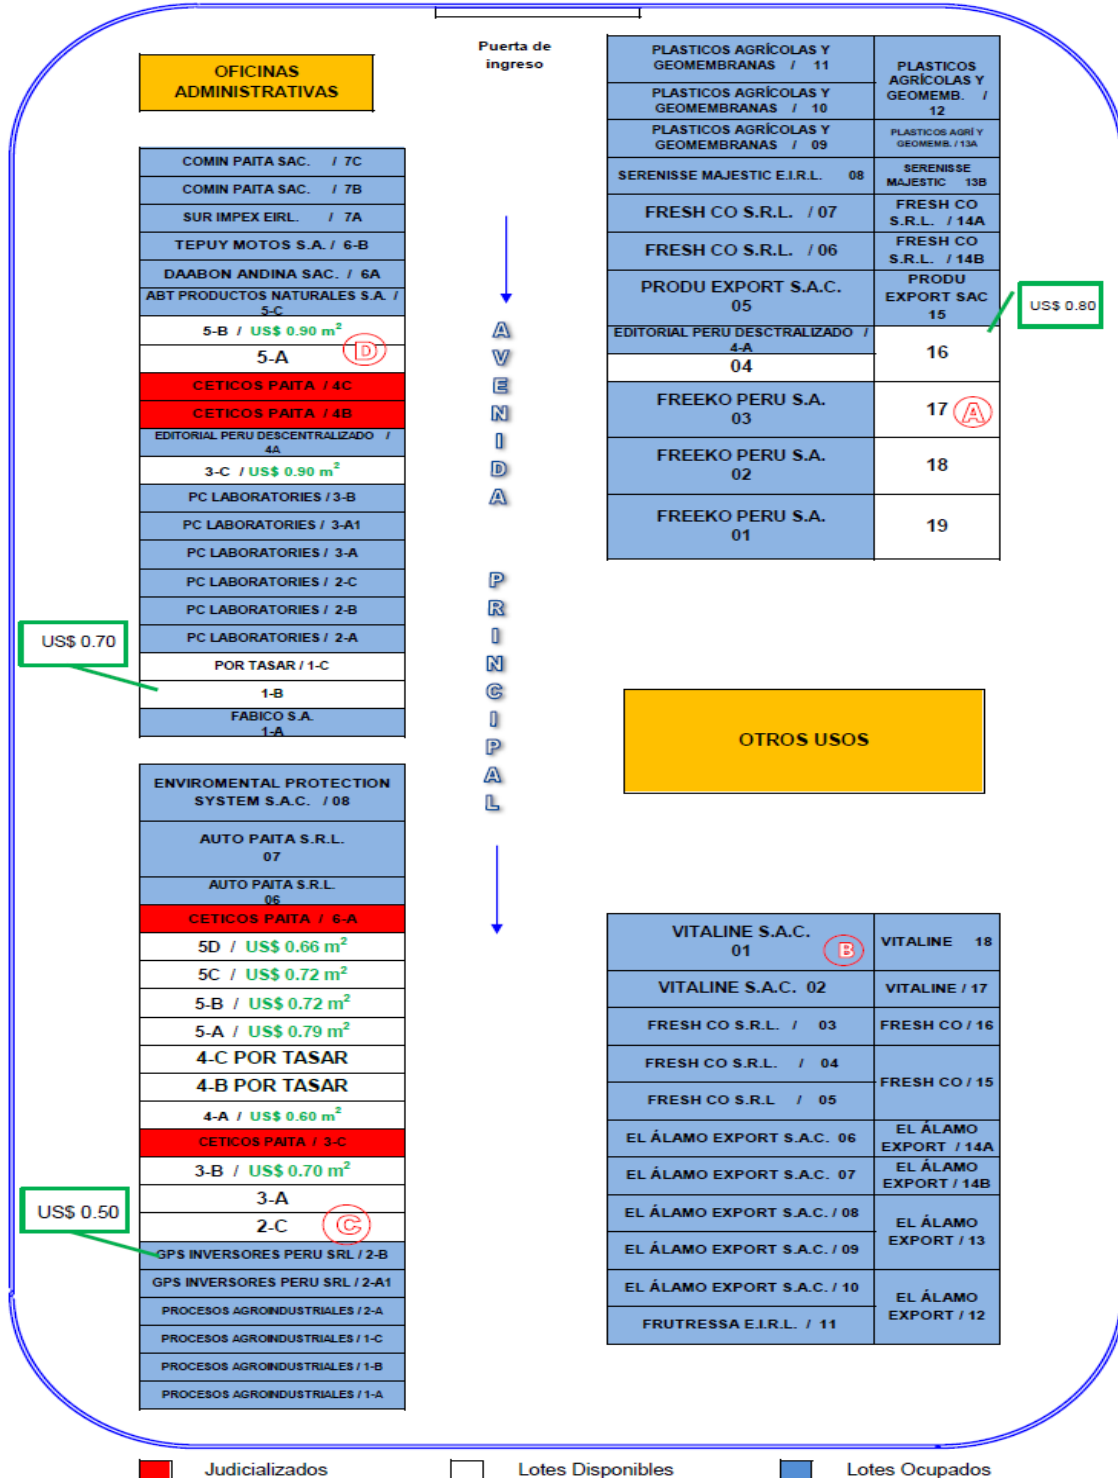 Puerta de
ingreso
OFICINAS
ADMINISTRATIVAS
COMIN PAITA SAC. / 7C
COMIN PAITA SAC. / 7B
SUR IMPEX EIRL. / 7A
TEPUY MOTOS S.A. / 6-B
DAABON ANDINA SAC. / 6A
ABT PRODUCTOS NATURALES S.A. /
5-C
5-B / US$ 0.90 m²
5-A
D
CETICOS PAITA / 4C
CETICOS PAITA / 4B
EDITORIAL PERU DESCENTRALIZADO /
4A
3-C / US$ 0.90 m²
PC LABORATORIES / 3-B
PC LABORATORIES / 3-A1
PC LABORATORIES / 3-A
PC LABORATORIES / 2-C
PC LABORATORIES / 2-B
PC LABORATORIES / 2-A
POR TASAR / 1-C
1-B
FABICO S.A.
1-A
US$ 0.70
AVENIDA PRINCIPAL
PLASTICOS AGRÍCOLAS Y
GEOMEMBRANAS / 11
PLASTICOS AGRÍCOLAS Y
GEOMEMBRANAS / 10
PLASTICOS AGRÍCOLAS Y
GEOMEMBRANAS / 09
SERENISSE MAJESTIC E.I.R.L. 08
FRESH CO S.R.L. / 07
FRESH CO S.R.L. / 06
PRODU EXPORT S.A.C.
05
EDITORIAL PERU DESCTRALIZADO /
4-A
04
FREEKO PERU S.A.
03
FREEKO PERU S.A.
02
FREEKO PERU S.A.
01
PLASTICOS
AGRÍCOLAS Y
GEOMEMB. /
12
PLASTICOS AGRÍ Y
GEOMEMB. / 13A
SERENISSE
MAJESTIC 13B
FRESH CO
S.R.L. / 14A
FRESH CO
S.R.L. / 14B
PRODU
EXPORT SAC
15
16
17
A
18
19
US$ 0.80
OTROS USOS
ENVIROMENTAL PROTECTION
SYSTEM S.A.C. / 08
AUTO PAITA S.R.L.
07
AUTO PAITA S.R.L.
06
CETICOS PAITA / 6-A
5D / US$ 0.66 m²
5C / US$ 0.72 m²
5-B / US$ 0.72 m²
5-A / US$ 0.79 m²
4-C POR TASAR
4-B POR TASAR
4-A / US$ 0.60 m²
CETICOS PAITA / 3-C
3-B / US$ 0.70 m²
3-A
2-C
C
GPS INVERSORES PERU SRL / 2-B
GPS INVERSORES PERU SRL / 2-A1
PROCESOS AGROINDUSTRIALES / 2-A
PROCESOS AGROINDUSTRIALES / 1-C
PROCESOS AGROINDUSTRIALES / 1-B
PROCESOS AGROINDUSTRIALES / 1-A
US$ 0.50
VITALINE S.A.C.
01
B
VITALINE S.A.C. 02
FRESH CO S.R.L. / 03
FRESH CO S.R.L. / 04
FRESH CO S.R.L / 05
EL ÁLAMO EXPORT S.A.C. 06
EL ÁLAMO EXPORT S.A.C. 07
EL ÁLAMO EXPORT S.A.C. / 08
EL ÁLAMO EXPORT S.A.C. / 09
EL ÁLAMO EXPORT S.A.C. / 10
FRUTRESSA E.I.R.L. / 11
VITALINE 18
VITALINE / 17
FRESH CO / 16
FRESH CO / 15
EL ÁLAMO
EXPORT / 14A
EL ÁLAMO
EXPORT / 14B
EL ÁLAMO
EXPORT / 13
EL ÁLAMO
EXPORT / 12
Judicializados
Lotes Disponibles
Lotes Ocupados